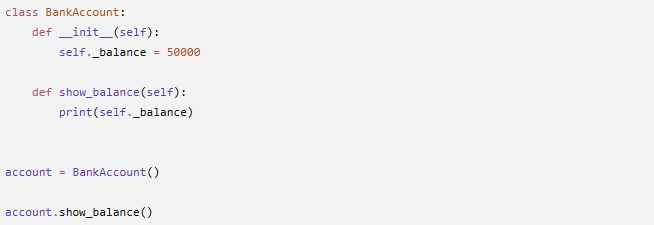 class BankAccount:
    def __init__(self):
        self._balance = 50000
    def show_balance(self):
        print(self._balance)
account = BankAccount()
account.show_balance()